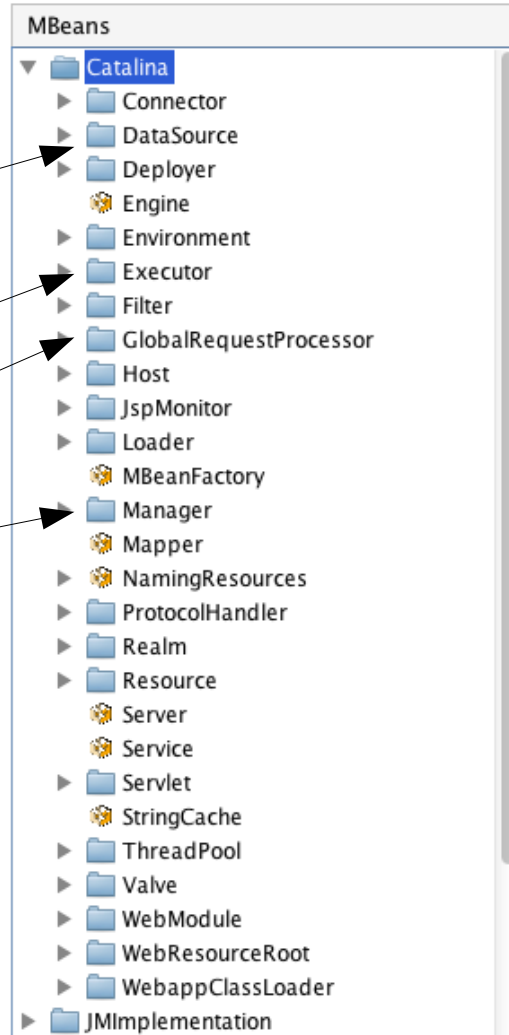 MBeans
Catalina
Connector
DataSource
Deployer
Engine
Environment
Executor
Filter
GlobalRequestProcessor
Host
JspMonitor
Loader
MBeanFactory
Manager
Mapper
NamingResources
ProtocolHandler
Realm
Resource
Server
Service
Servlet
StringCache
ThreadPool
Valve
WebModule
WebResourceRoot
WebappClassLoader
JMImplementation